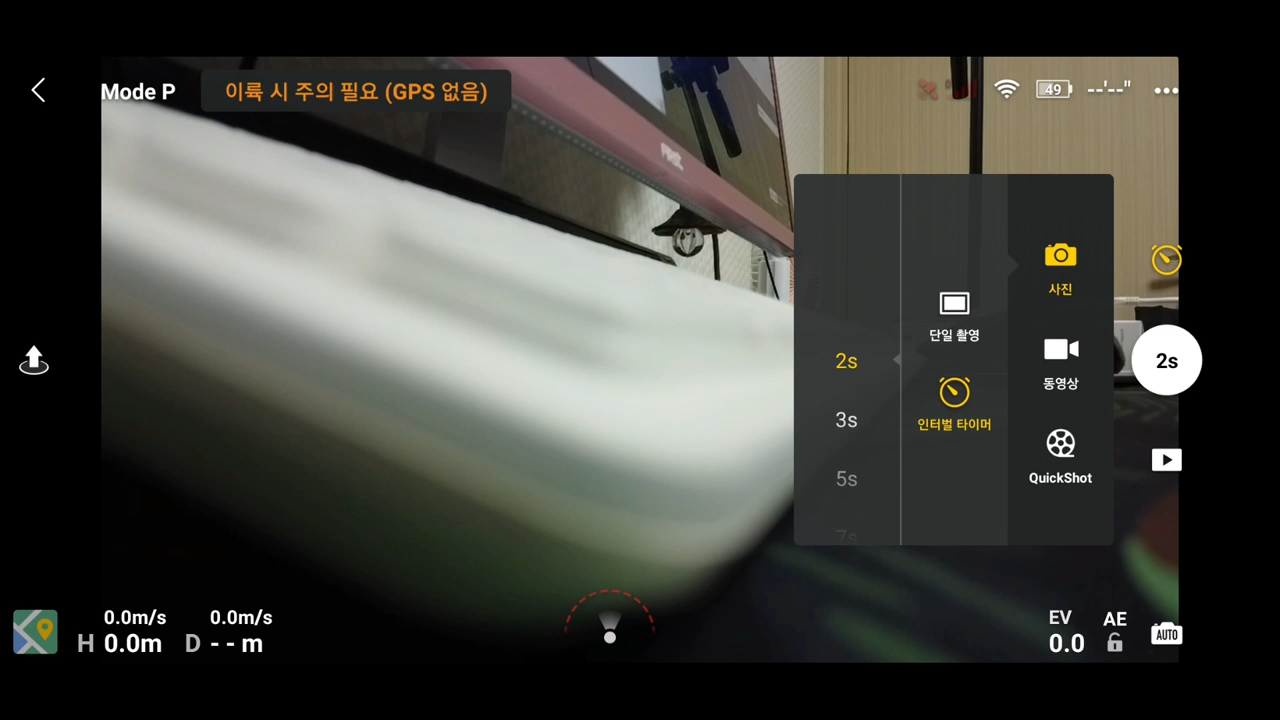 Mode P
이륙 시 주의 필요 (GPS 없음)
49
--'--"
사진
단일 촬영
2s
2s
동영상
3s
인터벌 타이머
QuickShot
5s
7s
0.0m/s
0.0m/s
H 0.0m
D - - m
EV
0.0
AE
AUTO